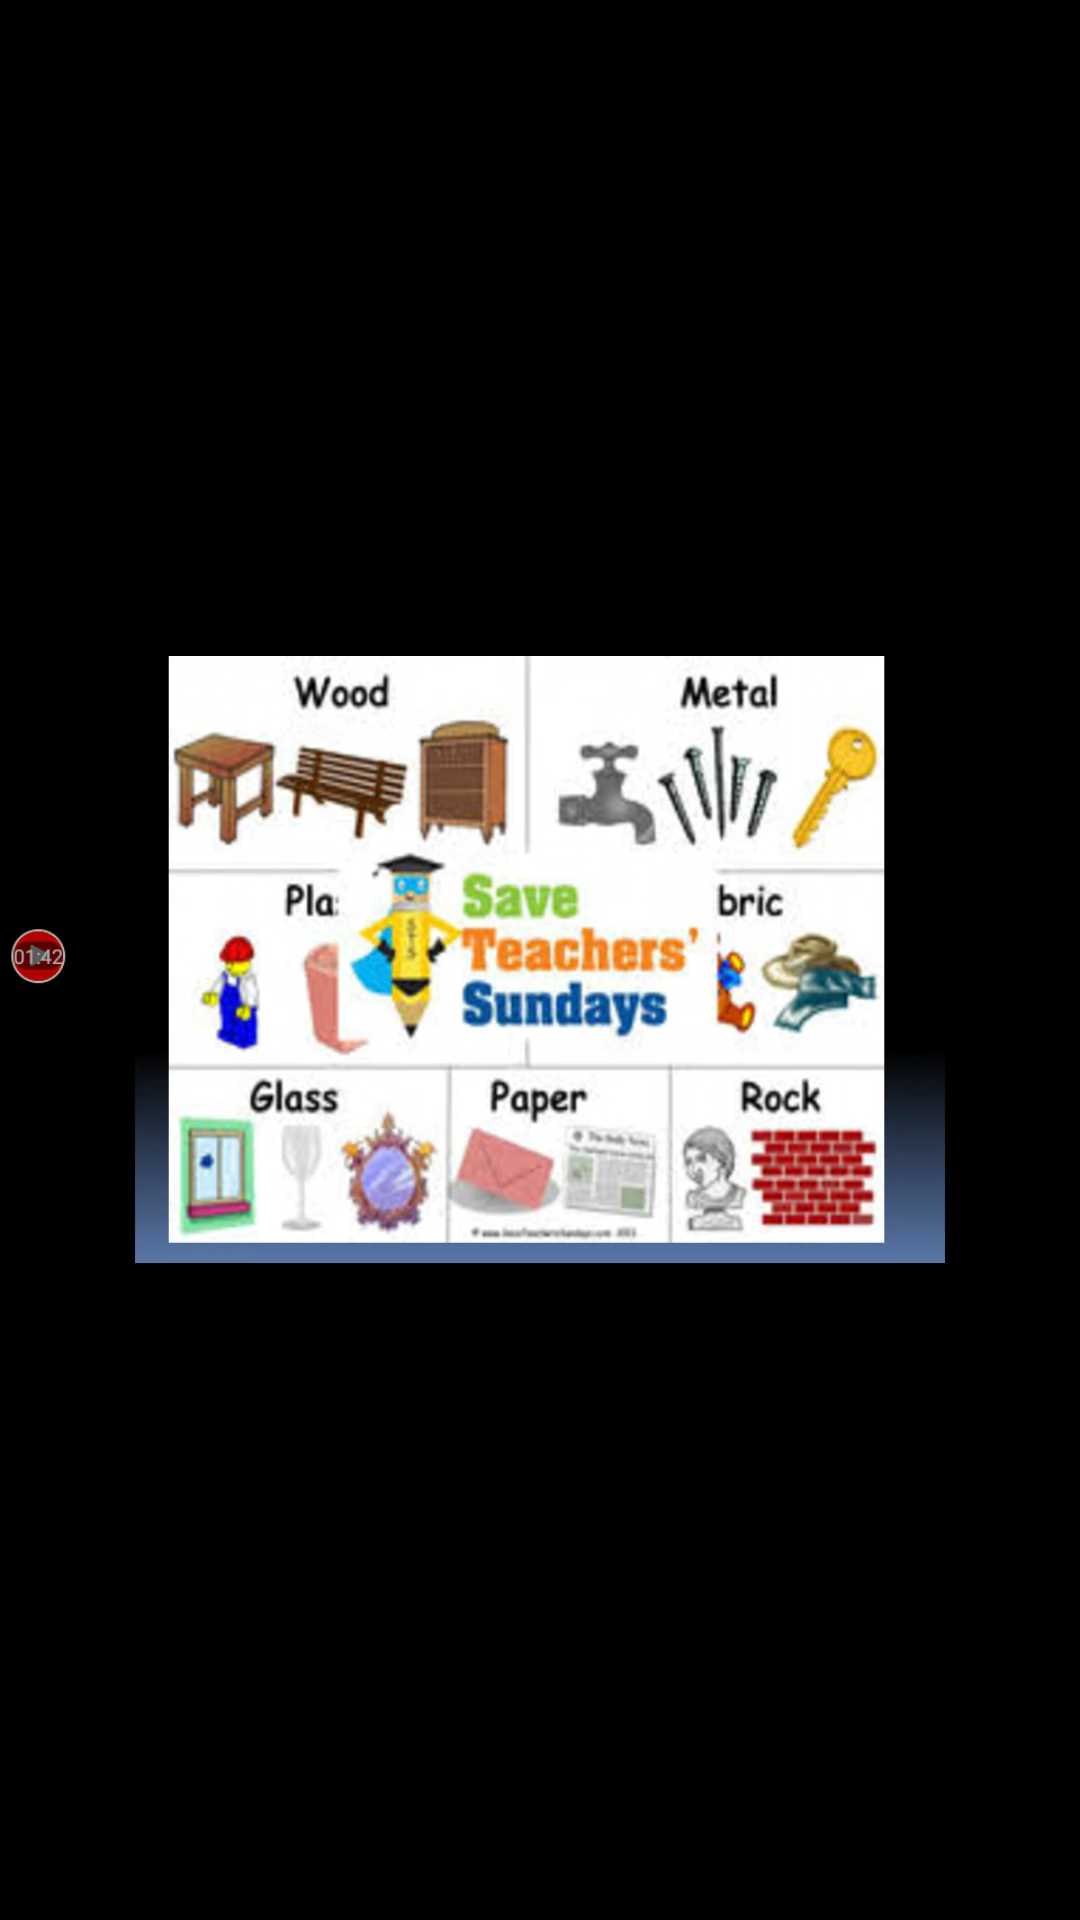 Wood
Metal
Pla
bric
Save
Teachers'
Sundays
01:42
Glass
Paper
Rock